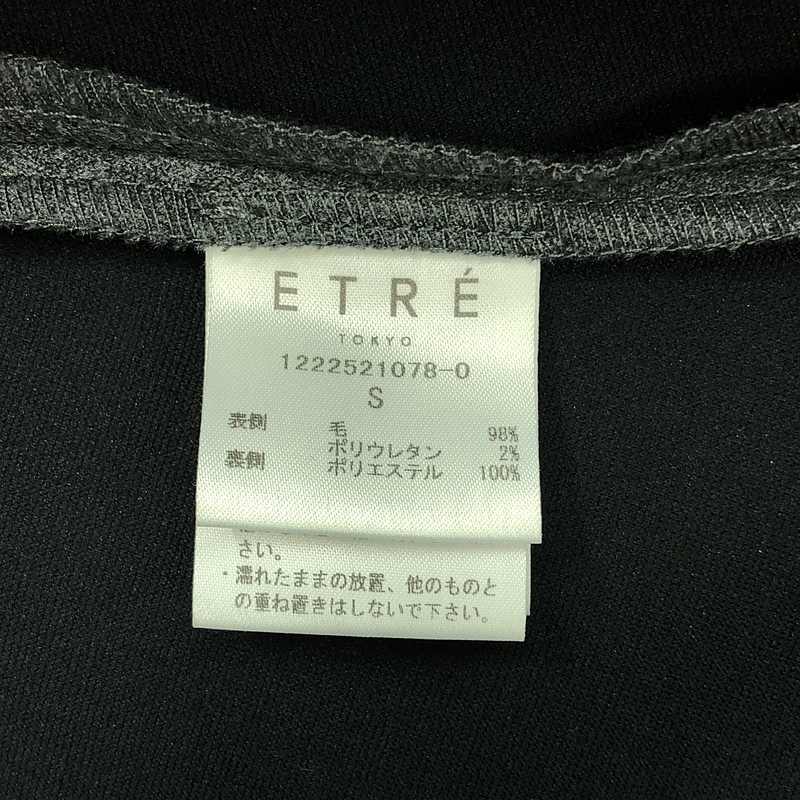 ETRÉ
TOKYO
1222521078-0
S
表側 毛 98%
ポリウレタン 2%
裏側 ポリエステル 100%
さい。
・濡れたままの放置、他のものと
の重ね置きはしないで下さい。